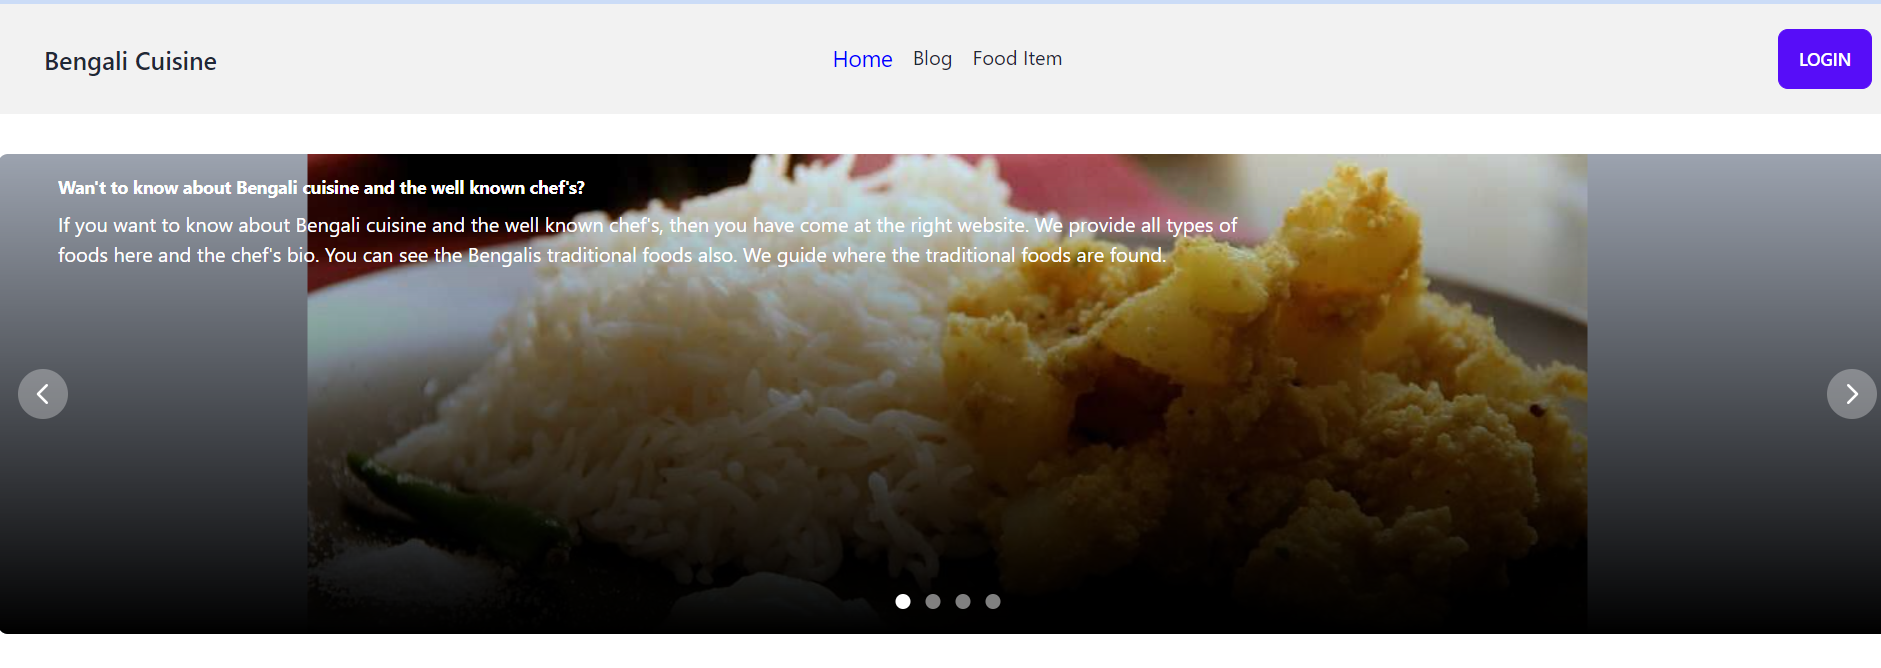 Bengali Cuisine
Home Blog Food Item
LOGIN
Wan't to know about Bengali cuisine and the well known chef's?
If you want to know about Bengali cuisine and the well known chef's, then you have come at the right website. We provide all types of
foods here and the chef's bio. You can see the Bengalis traditional foods also. We guide where the traditional foods are found.